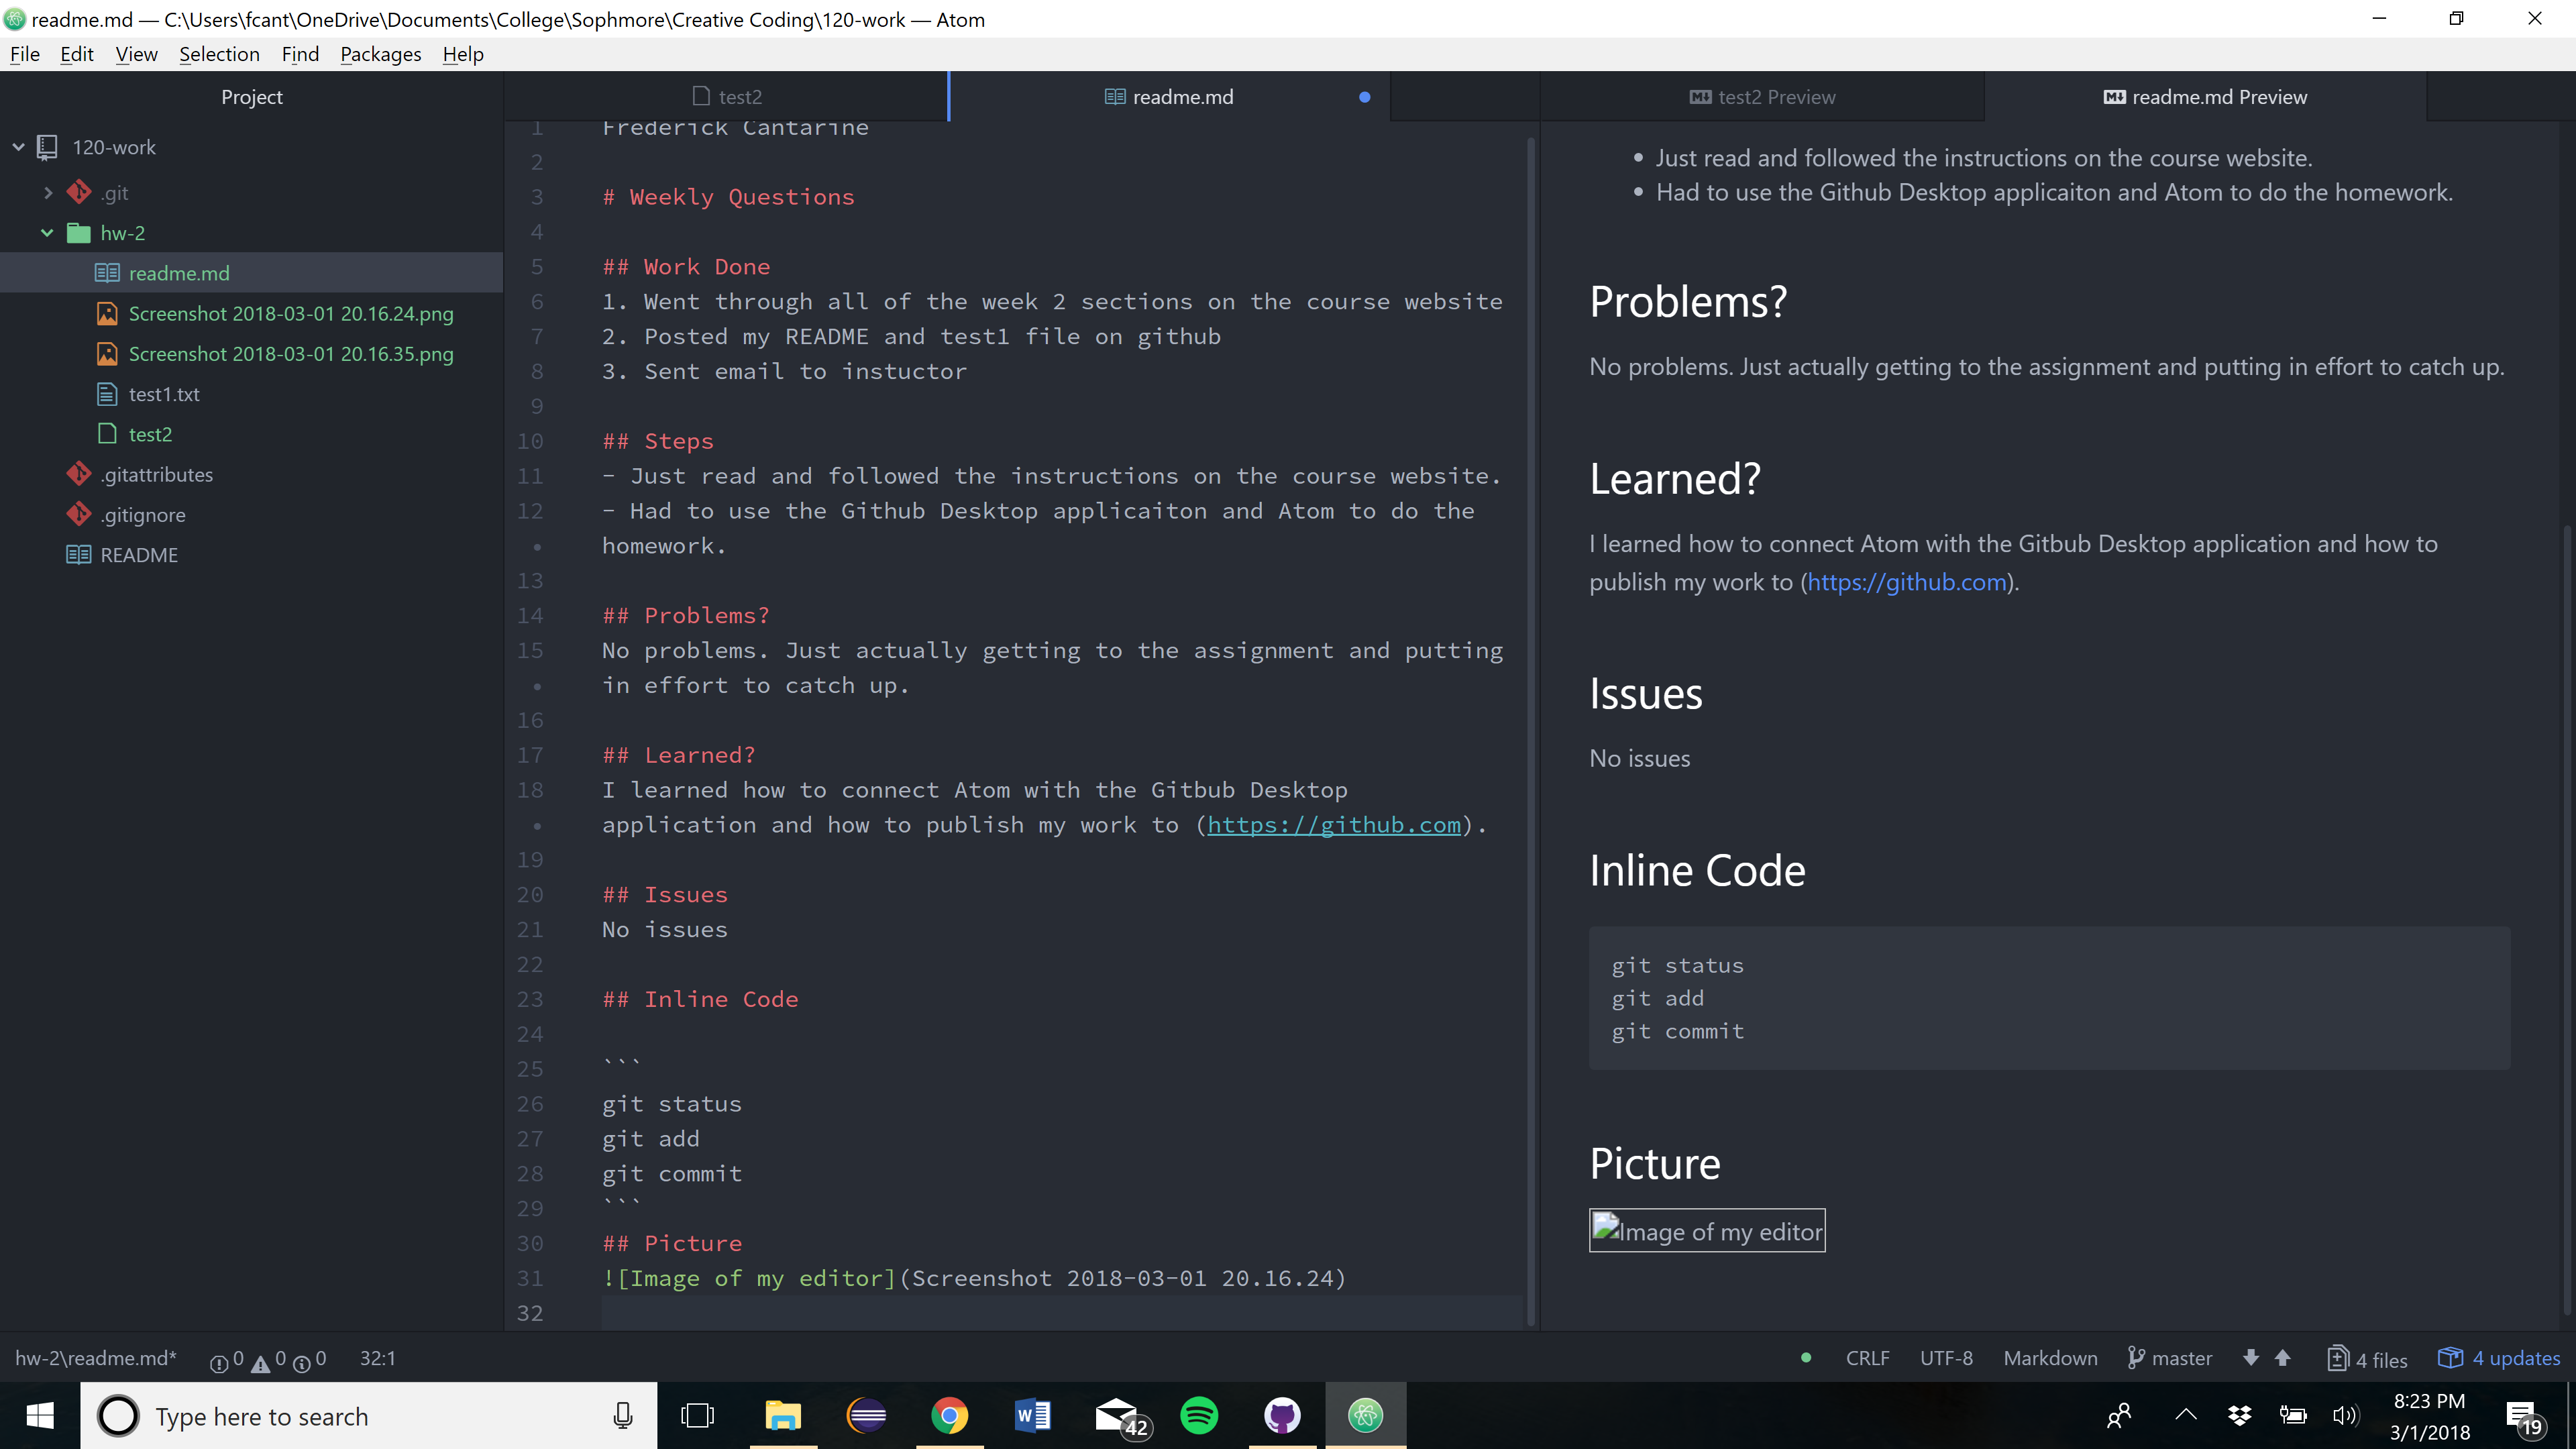 readme.md — C:\Users\fcant\OneDrive\Documents\College\Sophmore\Creative Coding\120-work — Atom
File Edit View Selection Find Packages Help
Project
120-work
.git
hw-2
readme.md
Screenshot 2018-03-01 20.16.24.png
Screenshot 2018-03-01 20.16.35.png
test1.txt
test2
.gitattributes
.gitignore
README
test2
readme.md
1 Frederick Cantarine
2
3 # Weekly Questions
4
5 ## Work Done
6 1. Went through all of the week 2 sections on the course website
7 2. Posted my README and test1 file on github
8 3. Sent email to instuctor
9
10 ## Steps
11 - Just read and followed the instructions on the course website.
12 - Had to use the Github Desktop applicaiton and Atom to do the
• homework.
13
14 ## Problems?
15 No problems. Just actually getting to the assignment and putting
• in effort to catch up.
16
17 ## Learned?
18 I learned how to connect Atom with the Gitbub Desktop
• application and how to publish my work to (https://github.com).
19
20 ## Issues
21 No issues
22
23 ## Inline Code
24
25 ```
26 git status
27 git add
28 git commit
29 ```
30 ## Picture
31 ![Image of my editor](Screenshot 2018-03-01 20.16.24)
32
test2 Preview
readme.md Preview
• Just read and followed the instructions on the course website.
• Had to use the Github Desktop applicaiton and Atom to do the homework.
Problems?
No problems. Just actually getting to the assignment and putting in effort to catch up.
Learned?
I learned how to connect Atom with the Gitbub Desktop application and how to
publish my work to (https://github.com).
Issues
No issues
Inline Code
git status
git add
git commit
Picture
Image of my editor
hw-2\readme.md* 0 0 0 32:1
CRLF UTF-8 Markdown master 4 files 4 updates
Type here to search
42
8:23 PM
3/1/2018
19